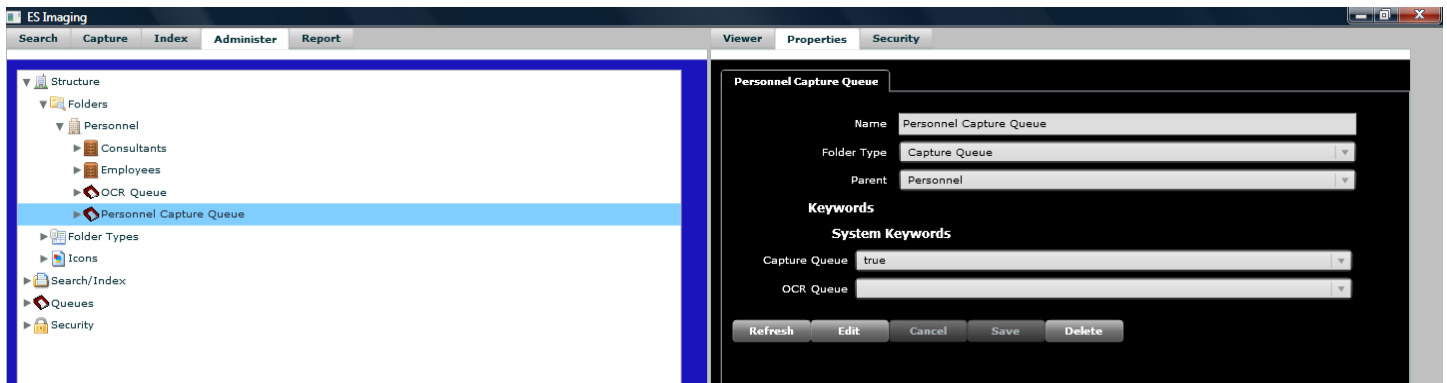 ES Imaging
Search Capture Index Administer Report
Structure
Folders
Personnel
Consultants
Employees
OCR Queue
Personnel Capture Queue
Folder Types
Icons
Search/Index
Queues
Security
Viewer Properties Security
Personnel Capture Queue
Name Personnel Capture Queue
Folder Type Capture Queue
Parent Personnel
Keywords
System Keywords
Capture Queue true
OCR Queue
Refresh Edit Cancel Save Delete